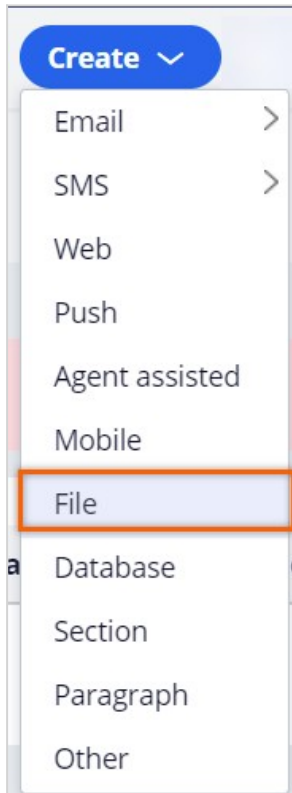 Create
Email
SMS
Web
Push
Agent assisted
Mobile
File
a Database
Section
Paragraph
Other